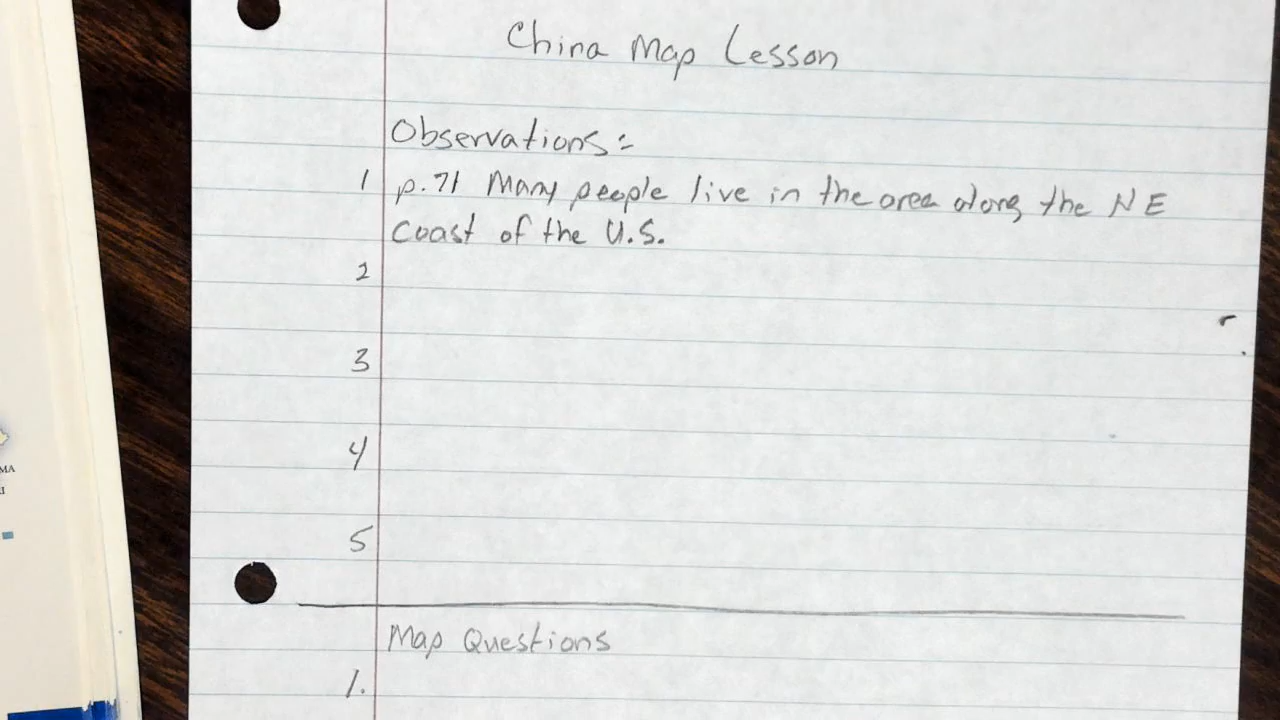 China Map Lesson
Observations:
1 p.71 Many people live in the area along the NE
coast of the U.S.
2
3
4
5
Map Questions
1.
MA